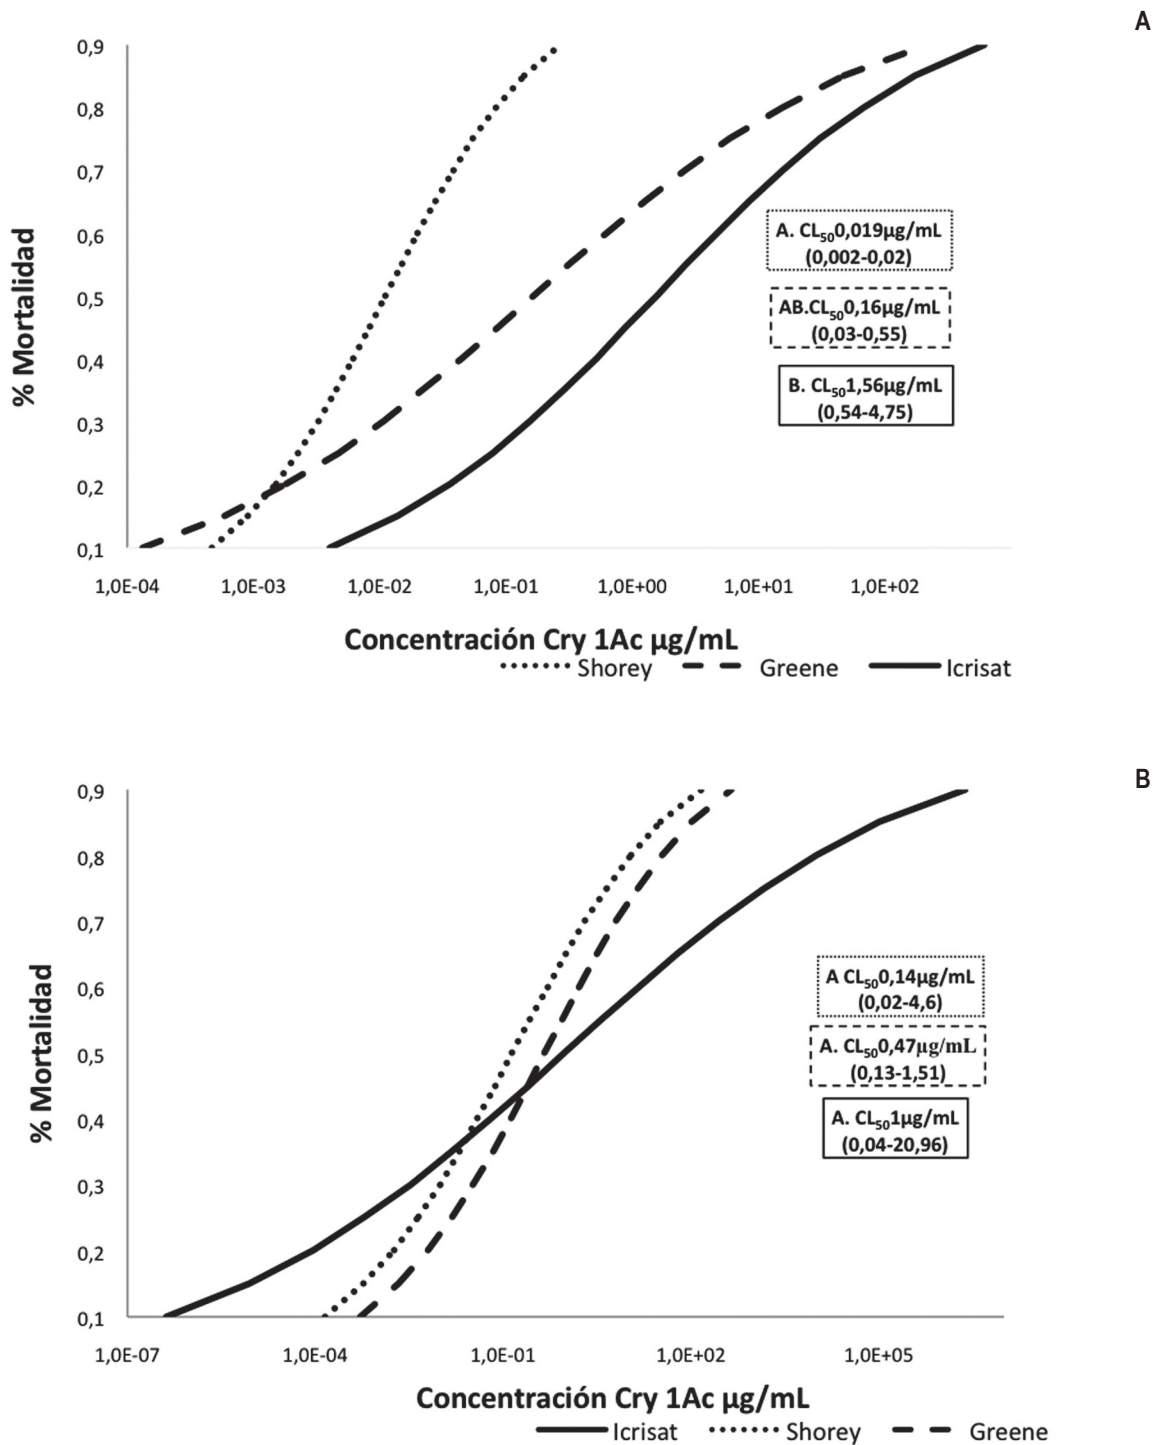 A
0,9
0,8
0,7
0,6
0,5
0,4
0,3
0,2
0,1
% Mortalidad
A. CL50 0,019µg/mL
(0,002-0,02)
AB.CL50 0,16µg/mL
(0,03-0,55)
B. CL50 1,56µg/mL
(0,54-4,75)
1,0E-04 1,0E-03 1,0E-02 1,0E-01 1,0E+00 1,0E+01 1,0E+02
Concentración Cry 1Ac µg/mL
Shorey Greene Icrisat
B
0,9
0,8
0,7
0,6
0,5
0,4
0,3
0,2
0,1
% Mortalidad
A CL50 0,14µg/mL
(0,02-4,6)
A. CL50 0,47µg/mL
(0,13-1,51)
A. CL50 1µg/mL
(0,04-20,96)
1,0E-07 1,0E-04 1,0E-01 1,0E+02 1,0E+05
Concentración Cry 1Ac µg/mL
Icrisat Shorey Greene